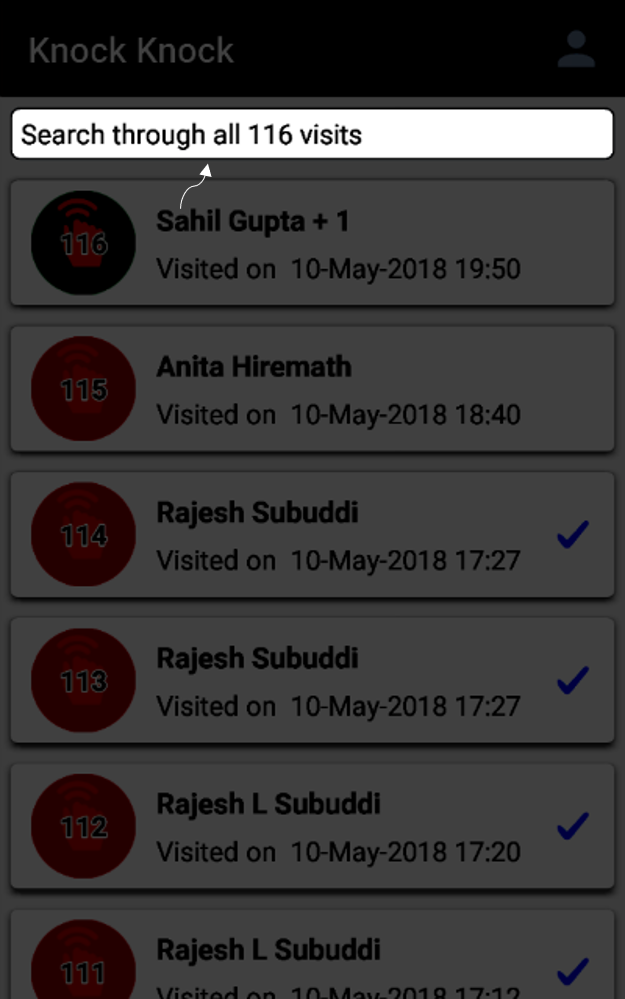 Knock Knock
Search through all 116 visits
116
Sahil Gupta + 1
Visited on 10-May-2018 19:50
115
Anita Hiremath
Visited on 10-May-2018 18:40
114
Rajesh Subuddi
Visited on 10-May-2018 17:27
113
Rajesh Subuddi
Visited on 10-May-2018 17:27
112
Rajesh L Subuddi
Visited on 10-May-2018 17:20
111
Rajesh L Subuddi
Visited on 10-May-2018 17:12